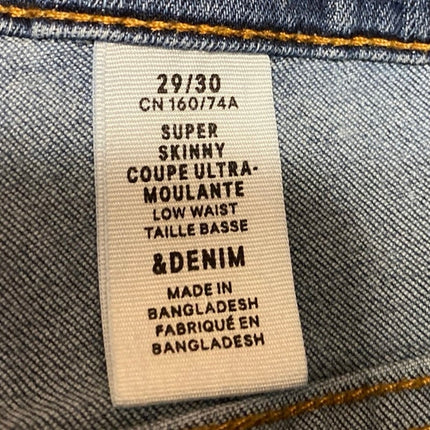 29/30
CN 160/74A
SUPER
SKINNY
COUPE ULTRA-
MOULANTE
LOW WAIST
TAILLE BASSE
&DENIM
MADE IN
BANGLADESH
FABRIQUÉ EN
BANGLADESH